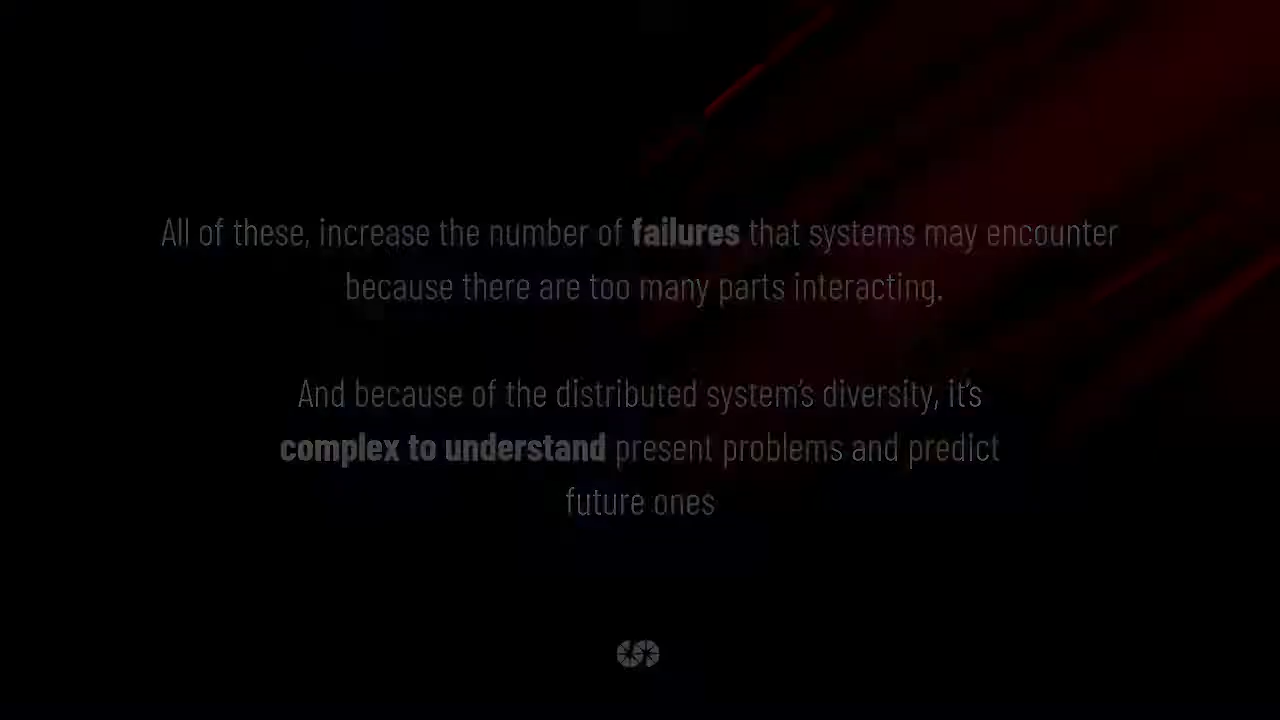 All of these, increase the number of failures that systems may encounter
because there are too many parts interacting.
And because of the distributed system's diversity, it's
complex to understand present problems and predict
future ones